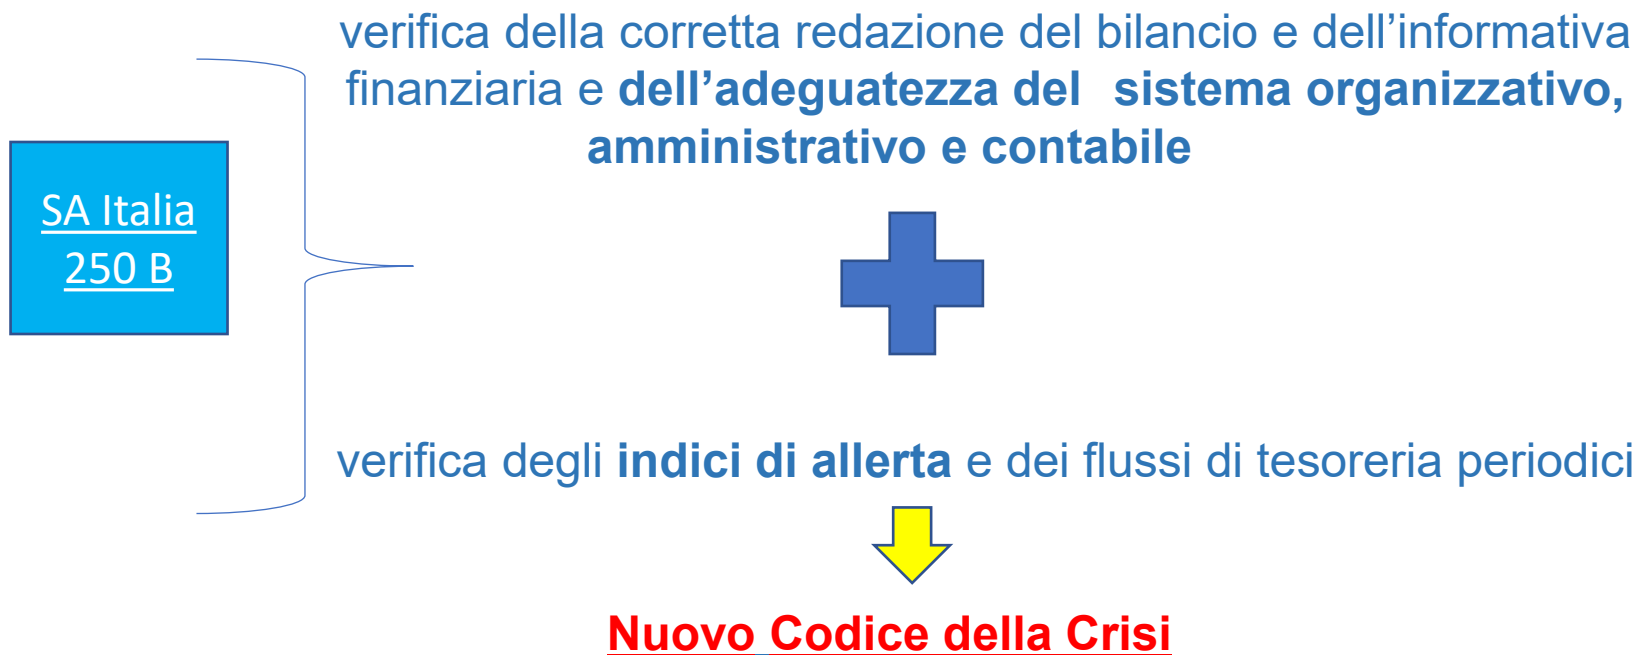 verifica della corretta redazione del bilancio e dell’informativa
finanziaria e dell’adeguatezza del sistema organizzativo,
amministrativo e contabile
SA Italia
250 B
verifica degli indici di allerta e dei flussi di tesoreria periodici
Nuovo Codice della Crisi